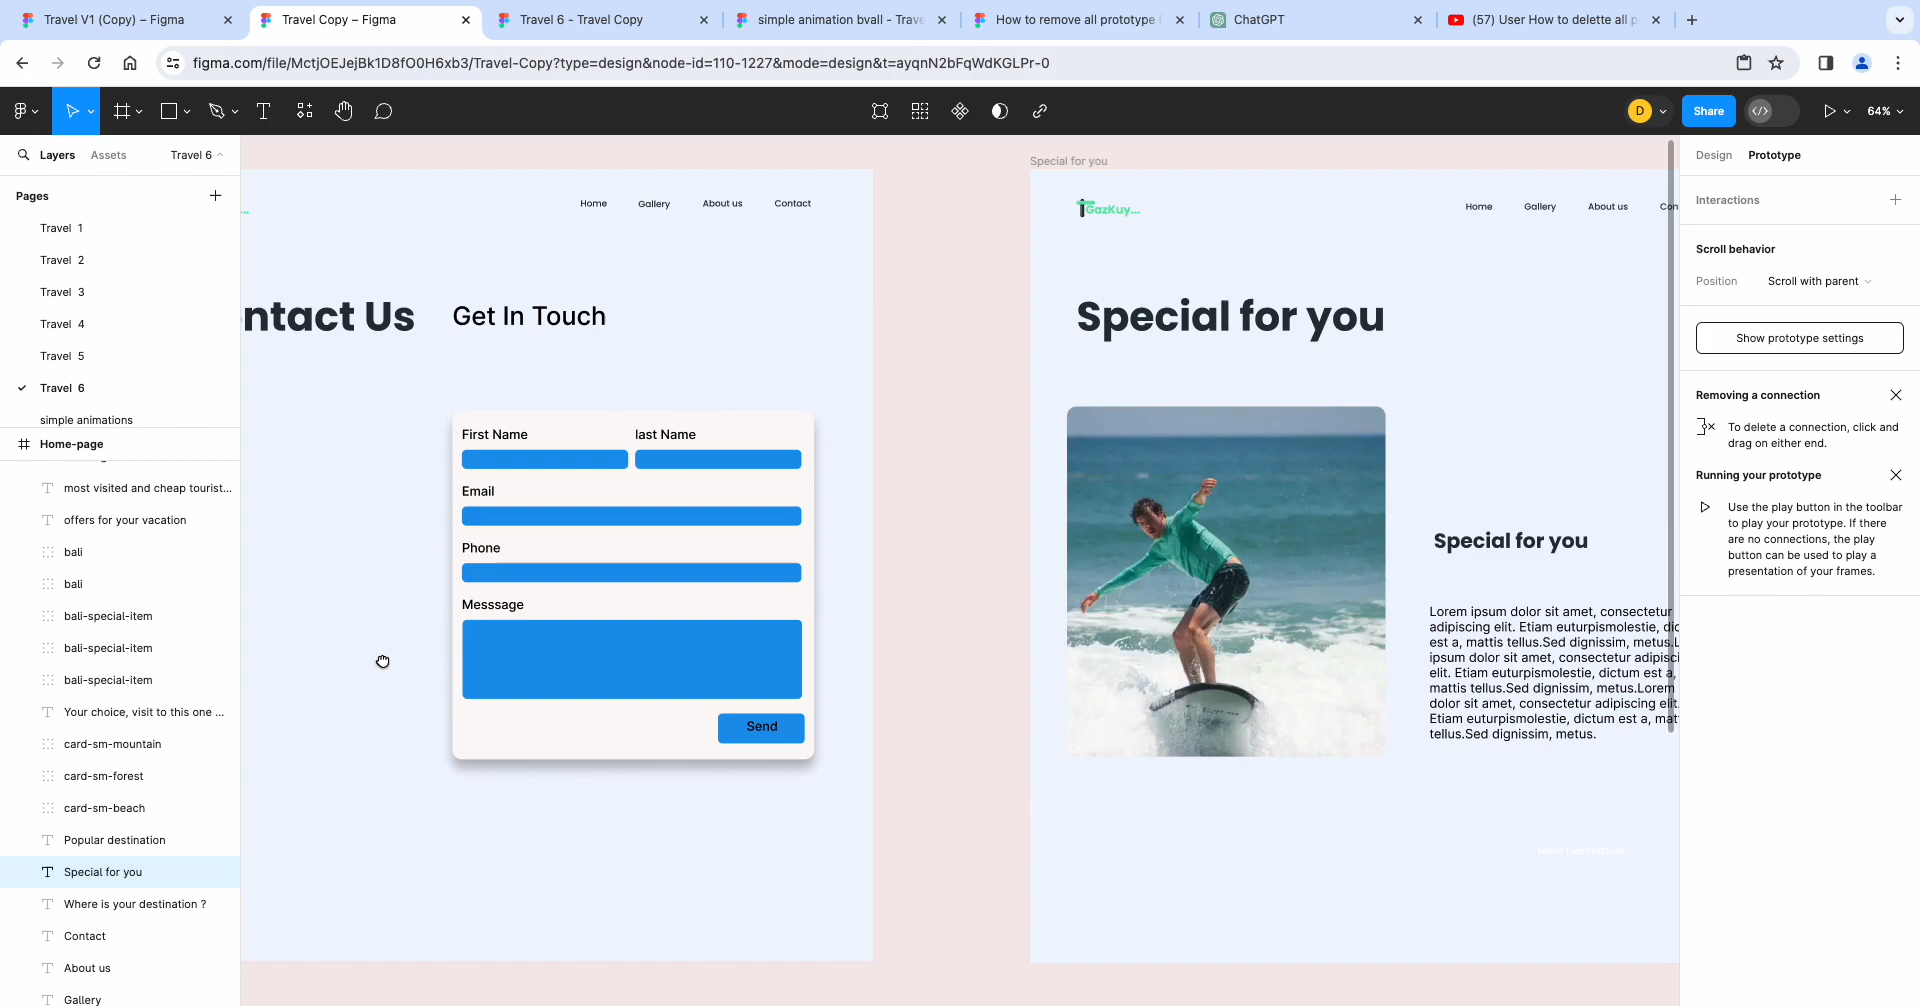 Travel V1 (Copy) – Figma
Travel Copy – Figma
Travel 6 - Travel Copy
simple animation bvall - Trave
How to remove all prototype
ChatGPT
(57) User How to delette all p
figma.com/file/MctjOEJejBk1D8fO0H6xb3/Travel-Copy?type=design&node-id=110-1227&mode=design&t=ayqnN2bFqWdKGLPr-0
D
Share
64%
Layers
Assets
Travel 6
Pages
Travel 1
Travel 2
Travel 3
Travel 4
Travel 5
Travel 6
simple animations
Home-page
most visited and cheap tourist...
offers for your vacation
bali
bali
bali-special-item
bali-special-item
bali-special-item
Your choice, visit to this one ...
card-sm-mountain
card-sm-forest
card-sm-beach
Popular destination
Special for you
Where is your destination ?
Contact
About us
Gallery
Home
Gallery
About us
Contact
ntact Us
Get In Touch
First Name
last Name
Email
Phone
Messsage
Send
Special for you
GazKuy...
Home
Gallery
About us
Con
Special for you
Special for you
Lorem ipsum dolor sit amet, consectetur
adipiscing elit. Etiam euturpismolestie, dic
est a, mattis tellus.Sed dignissim, metus.L
ipsum dolor sit amet, consectetur adipisci
elit. Etiam euturpismolestie, dictum est a,
mattis tellus.Sed dignissim, metus.Lorem
dolor sit amet, consectetur adipiscing elit.
Etiam euturpismolestie, dictum est a, mat
tellus.Sed dignissim, metus.
More Destination
Design
Prototype
Interactions
Scroll behavior
Position
Scroll with parent
Show prototype settings
Removing a connection
To delete a connection, click and
drag on either end.
Running your prototype
Use the play button in the toolbar
to play your prototype. If there
are no connections, the play
button can be used to play a
presentation of your frames.